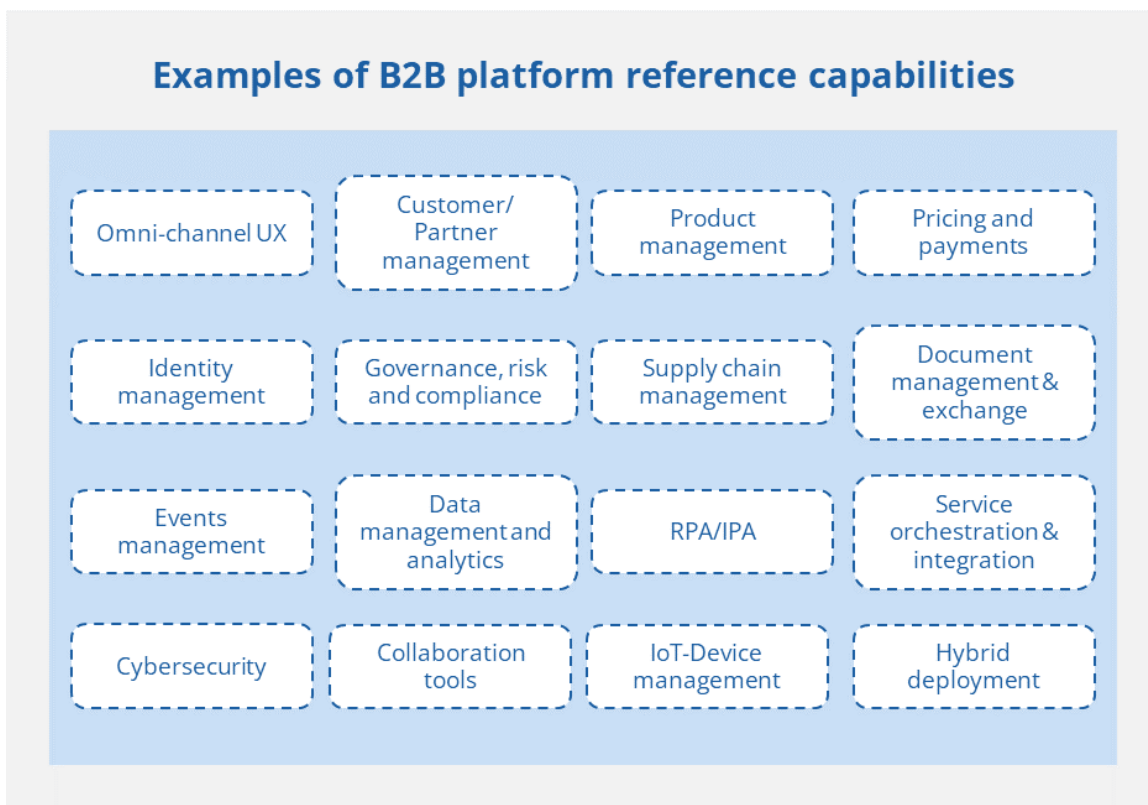 Examples of B2B platform reference capabilities
Omni-channel UX
Customer/
Partner
management
Product
management
Pricing and
payments
Identity
management
Governance, risk
and compliance
Supply chain
management
Document
management &
exchange
Events
management
Data
management and
analytics
RPA/IPA
Service
orchestration &
integration
Cybersecurity
Collaboration
tools
IoT-Device
management
Hybrid
deployment